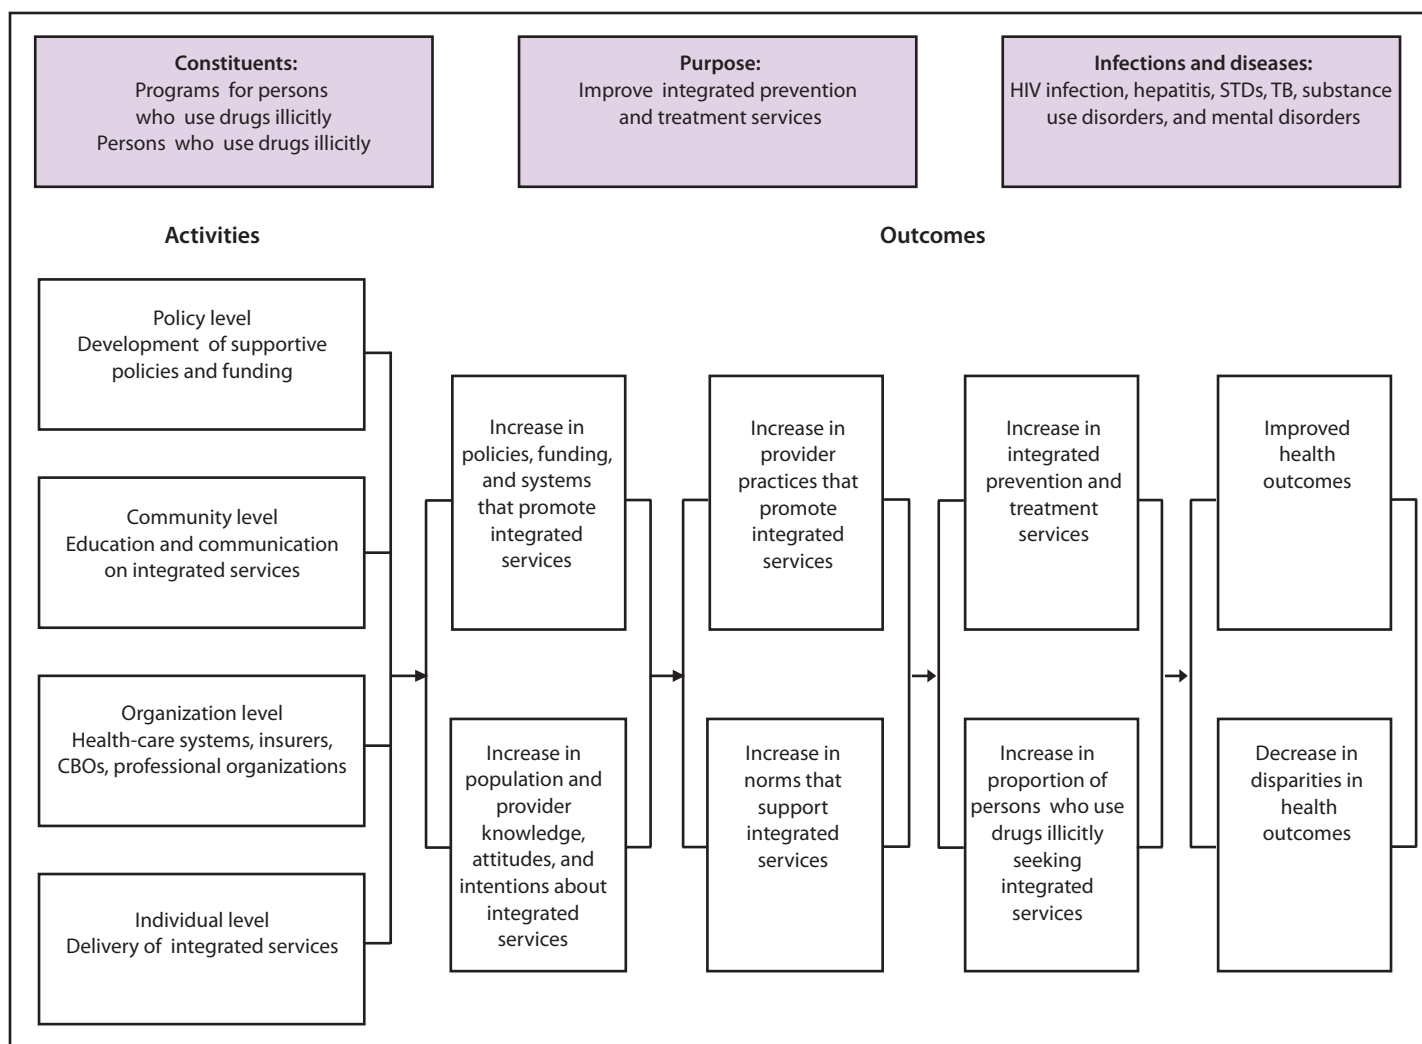 Constituents:
Programs for persons
who use drugs illicitly
Persons who use drugs illicitly
Purpose:
Improve integrated prevention
and treatment services
Infections and diseases:
HIV infection, hepatitis, STDs, TB, substance
use disorders, and mental disorders
Activities
Outcomes
Policy level
Development of supportive
policies and funding
Community level
Education and communication
on integrated services
Organization level
Health-care systems, insurers,
CBOs, professional organizations
Individual level
Delivery of integrated services
Increase in
policies, funding,
and systems
that promote
integrated
services
Increase in
population and
provider
knowledge,
attitudes, and
intentions about
integrated
services
Increase in
provider
practices that
promote
integrated
services
Increase in
norms that
support
integrated
services
Increase in
integrated
prevention and
treatment
services
Increase in
proportion of
persons who use
drugs illicitly
seeking
integrated
services
Improved
health
outcomes
Decrease in
disparities in
health
outcomes